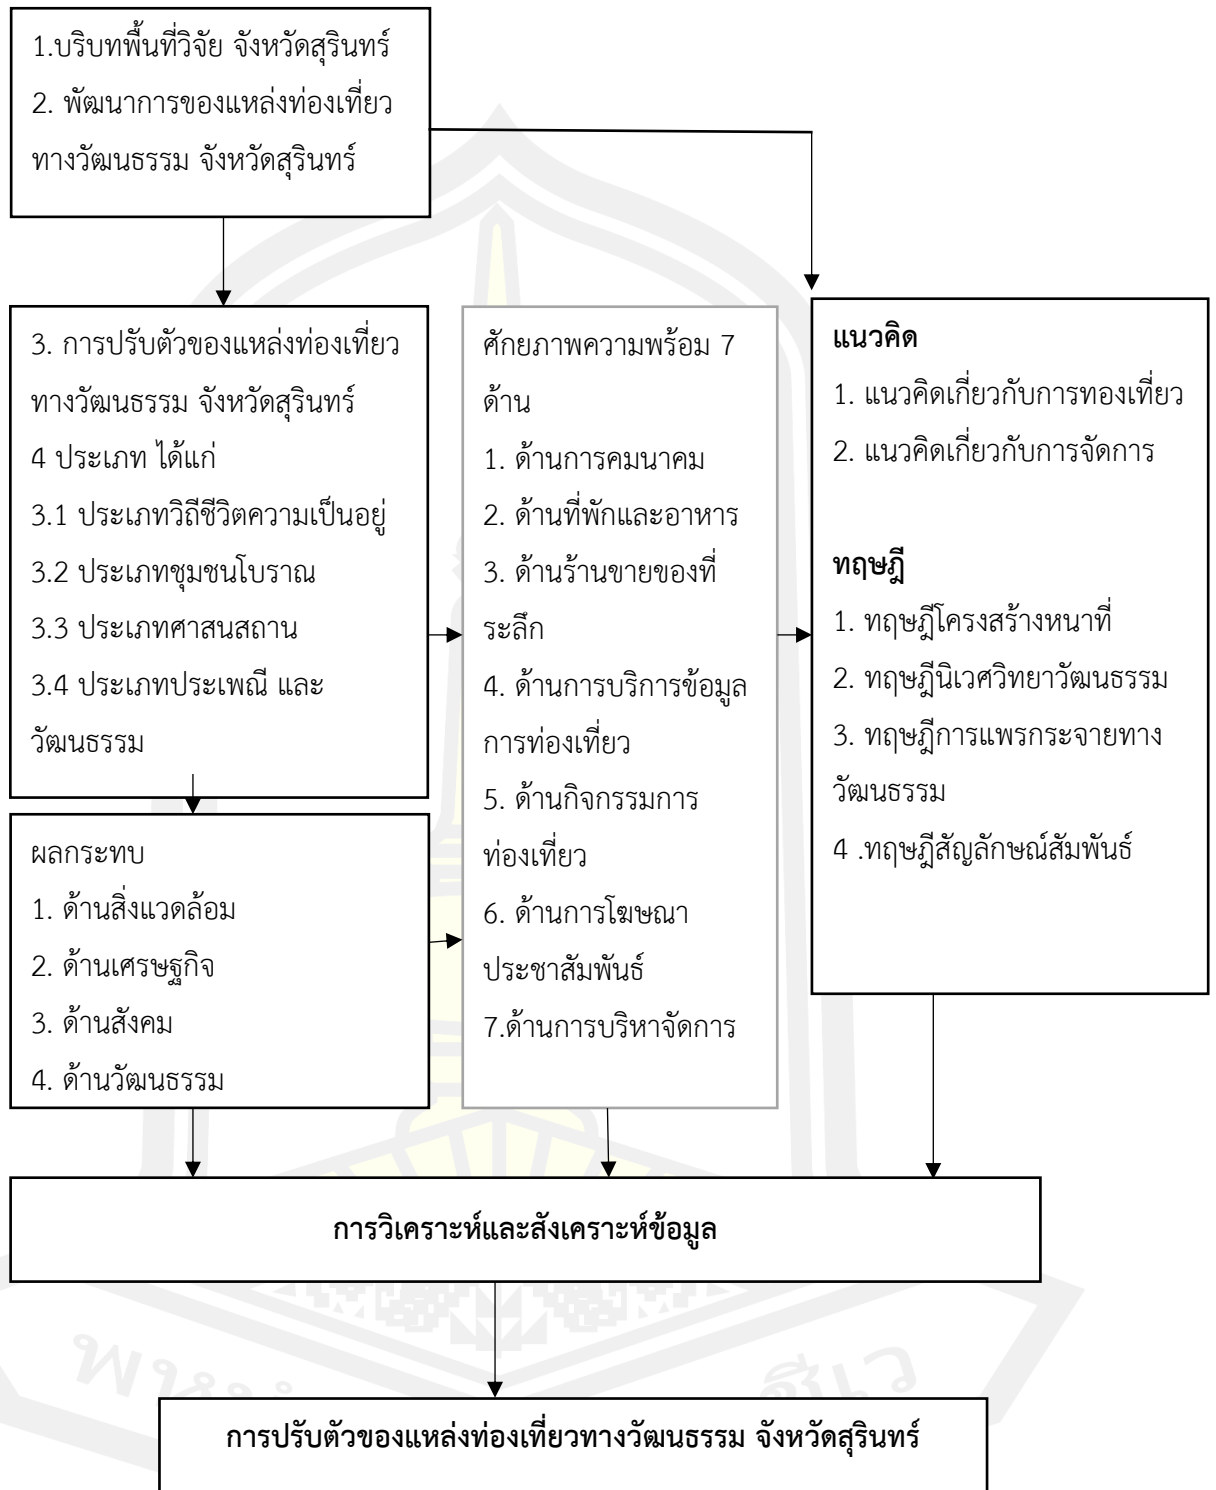 1.บริบทพื้นที่วิจัย จังหวัดสุรินทร์
2. พัฒนาการของแหล่งท่องเที่ยว
ทางวัฒนธรรม จังหวัดสุรินทร์
3. การปรับตัวของแหล่งท่องเที่ยว
ทางวัฒนธรรม จังหวัดสุรินทร์
4 ประเภท ได้แก่
3.1 ประเภทวิถีชีวิตความเป็นอยู่
3.2 ประเภทชุมชนโบราณ
3.3 ประเภทศาสนสถาน
3.4 ประเภทประเพณี และ
วัฒนธรรม
ผลกระทบ
1. ด้านสิ่งแวดล้อม
2. ด้านเศรษฐกิจ
3. ด้านสังคม
4. ด้านวัฒนธรรม
ศักยภาพความพร้อม 7
ด้าน
1. ด้านการคมนาคม
2. ด้านที่พักและอาหาร
3. ด้านร้านขายของที่
ระลึก
4. ด้านการบริการข้อมูล
การท่องเที่ยว
5. ด้านกิจกรรมการ
ท่องเที่ยว
6. ด้านการโฆษณา
ประชาสัมพันธ์
7.ด้านการบริหาจัดการ
แนวคิด
1. แนวคิดเกี่ยวกับการทองเที่ยว
2. แนวคิดเกี่ยวกับการจัดการ
ทฤษฎี
1. ทฤษฎีโครงสร้างหนาที่
2. ทฤษฎีนิเวศวิทยาวัฒนธรรม
3. ทฤษฎีการแพรกระจายทาง
วัฒนธรรม
4 .ทฤษฎีสัญลักษณ์สัมพันธ์
การวิเคราะห์และสังเคราะห์ข้อมูล
การปรับตัวของแหล่งท่องเที่ยวทางวัฒนธรรม จังหวัดสุรินทร์
ชีเว